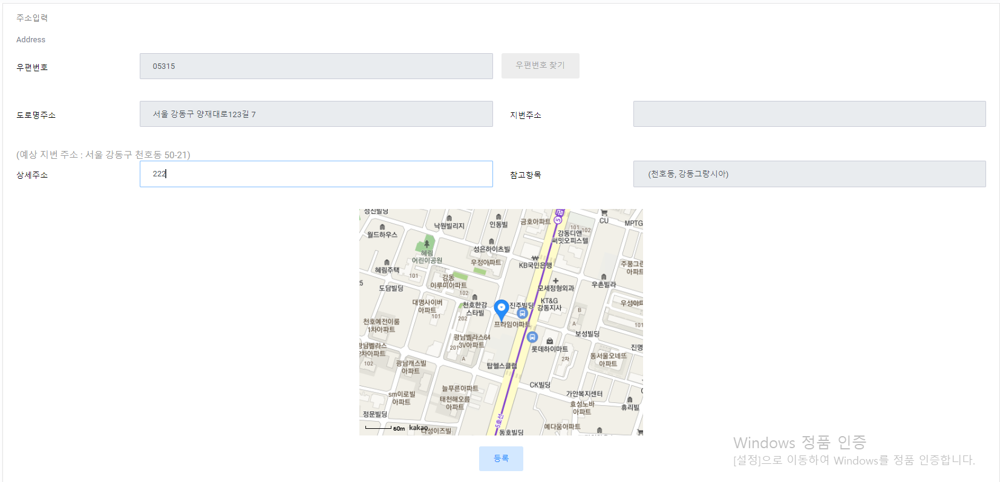 주소입력
Address
우편번호
05315
우편번호 찾기
도로명주소
서울 강동구 양재대로123길 7
지번주소
(예상 지번 주소 : 서울 강동구 천호동 50-21)
상세주소
222
참고항목
(천호동, 강동그랑시아)
성신빌딩
낙원빌리지
인동빌
금호아파트
5
CU
MPTG
월드하우스
101
102
강동디앤
써밋오피스텔
혜림
어린이공원
성은하이츠빌
우정아파트
KB국민은행
주풍그린
아파트
혜림주택
101
강동
이루미아파트
102
모세정형외과
우촌빌라
도담빌딩
대명사이버
아파트
101
천호한강
스타빌
202
진주빌딩
KT&G
강동지사
B
A
우성아파
101
천호예전이룸
1차아파트
프라임아파트
보성빌딩
광남벨라스64
3V아파트
201
A
광남벨라스
2차아파트
102
롯데하이마트
2차
진명
동서울오네뜨
아파트
광남캐스빌
아파트
탑헬스클럽
CK빌딩
늘푸른아파트
sm이로빌
아파트
태천해오름
아파트
가안복지센터
효성노바
아파트
휴리빌
정문빌딩
5호선
60m
kakao
다성이즈빌
동호빌딩
예다움아파트
등록
Windows 정품 인증
[설정]으로 이동하여 Windows를 정품 인증합니다.